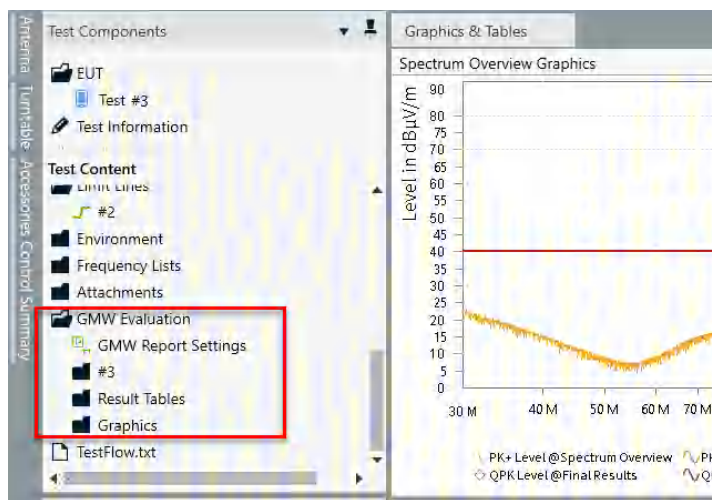 Antenna
Turntable
Accessories Control
Summary
Test Components
EUT
Test #3
Test Information
Test Content
Limit Lines
#2
Environment
Frequency Lists
Attachments
GMW Evaluation
GMW Report Settings
#3
Result Tables
Graphics
TestFlow.txt
Graphics & Tables
Spectrum Overview Graphics
Level in dBµV/m
90
80
75
65
60
55
50
45
40
35
30
25
20
15
10
5
0
30 M 40 M 50 M 60 M 70 M
PK+ Level@Spectrum Overview PK
QPK Level@Final Results Q